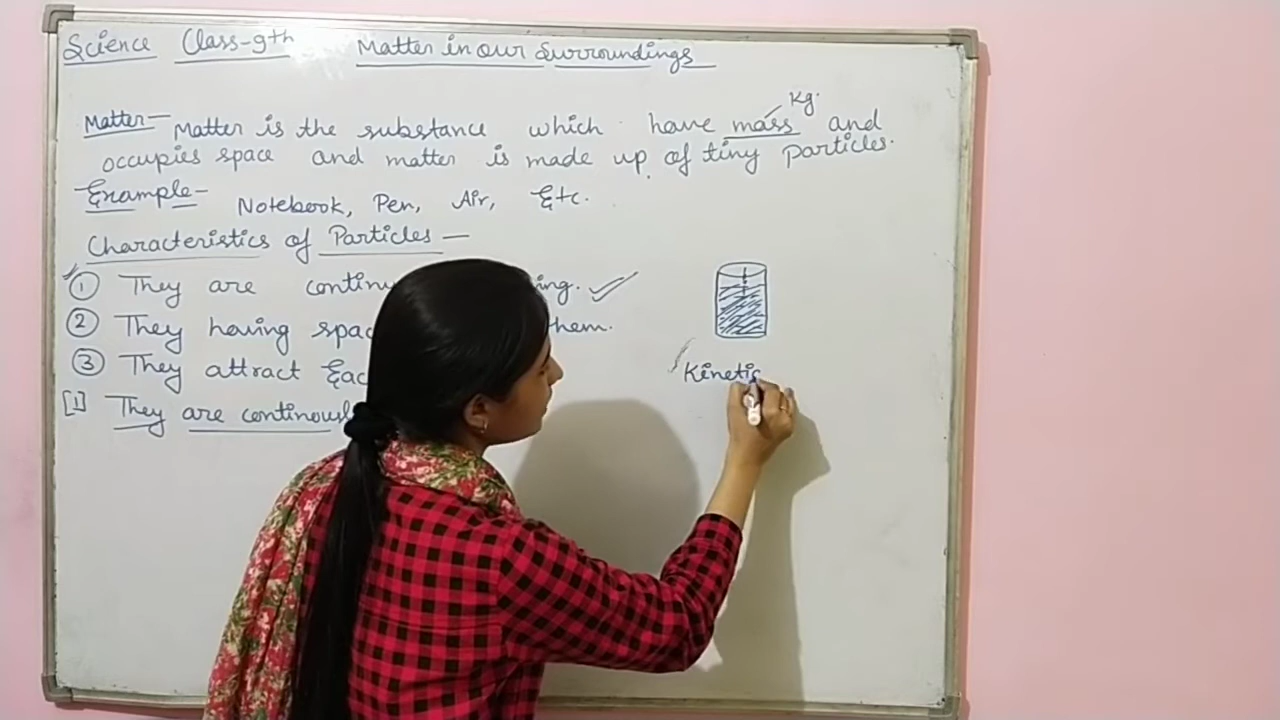 Science Class-9th Matter in our Surroundings
Kg.
Matter- Matter is the substance which have mass and
occupies space and matter is made up of tiny particles.
Example- Notebook, Pen, Air, Etc.
Characteristics of Particles -
① They are
② They having them.
③ They attract
[1] They are
Kinetic